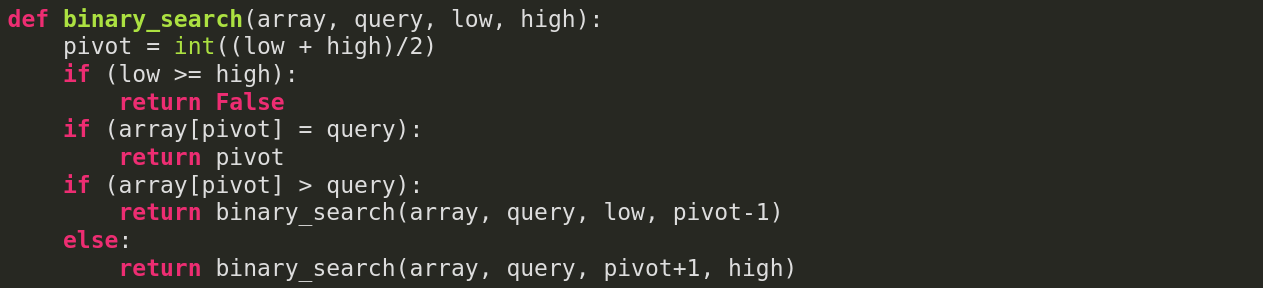 def binary_search(array, query, low, high):
    pivot = int((low + high)/2)
    if (low >= high):
        return False
    if (array[pivot] = query):
        return pivot
    if (array[pivot] > query):
        return binary_search(array, query, low, pivot-1)
    else:
        return binary_search(array, query, pivot+1, high)